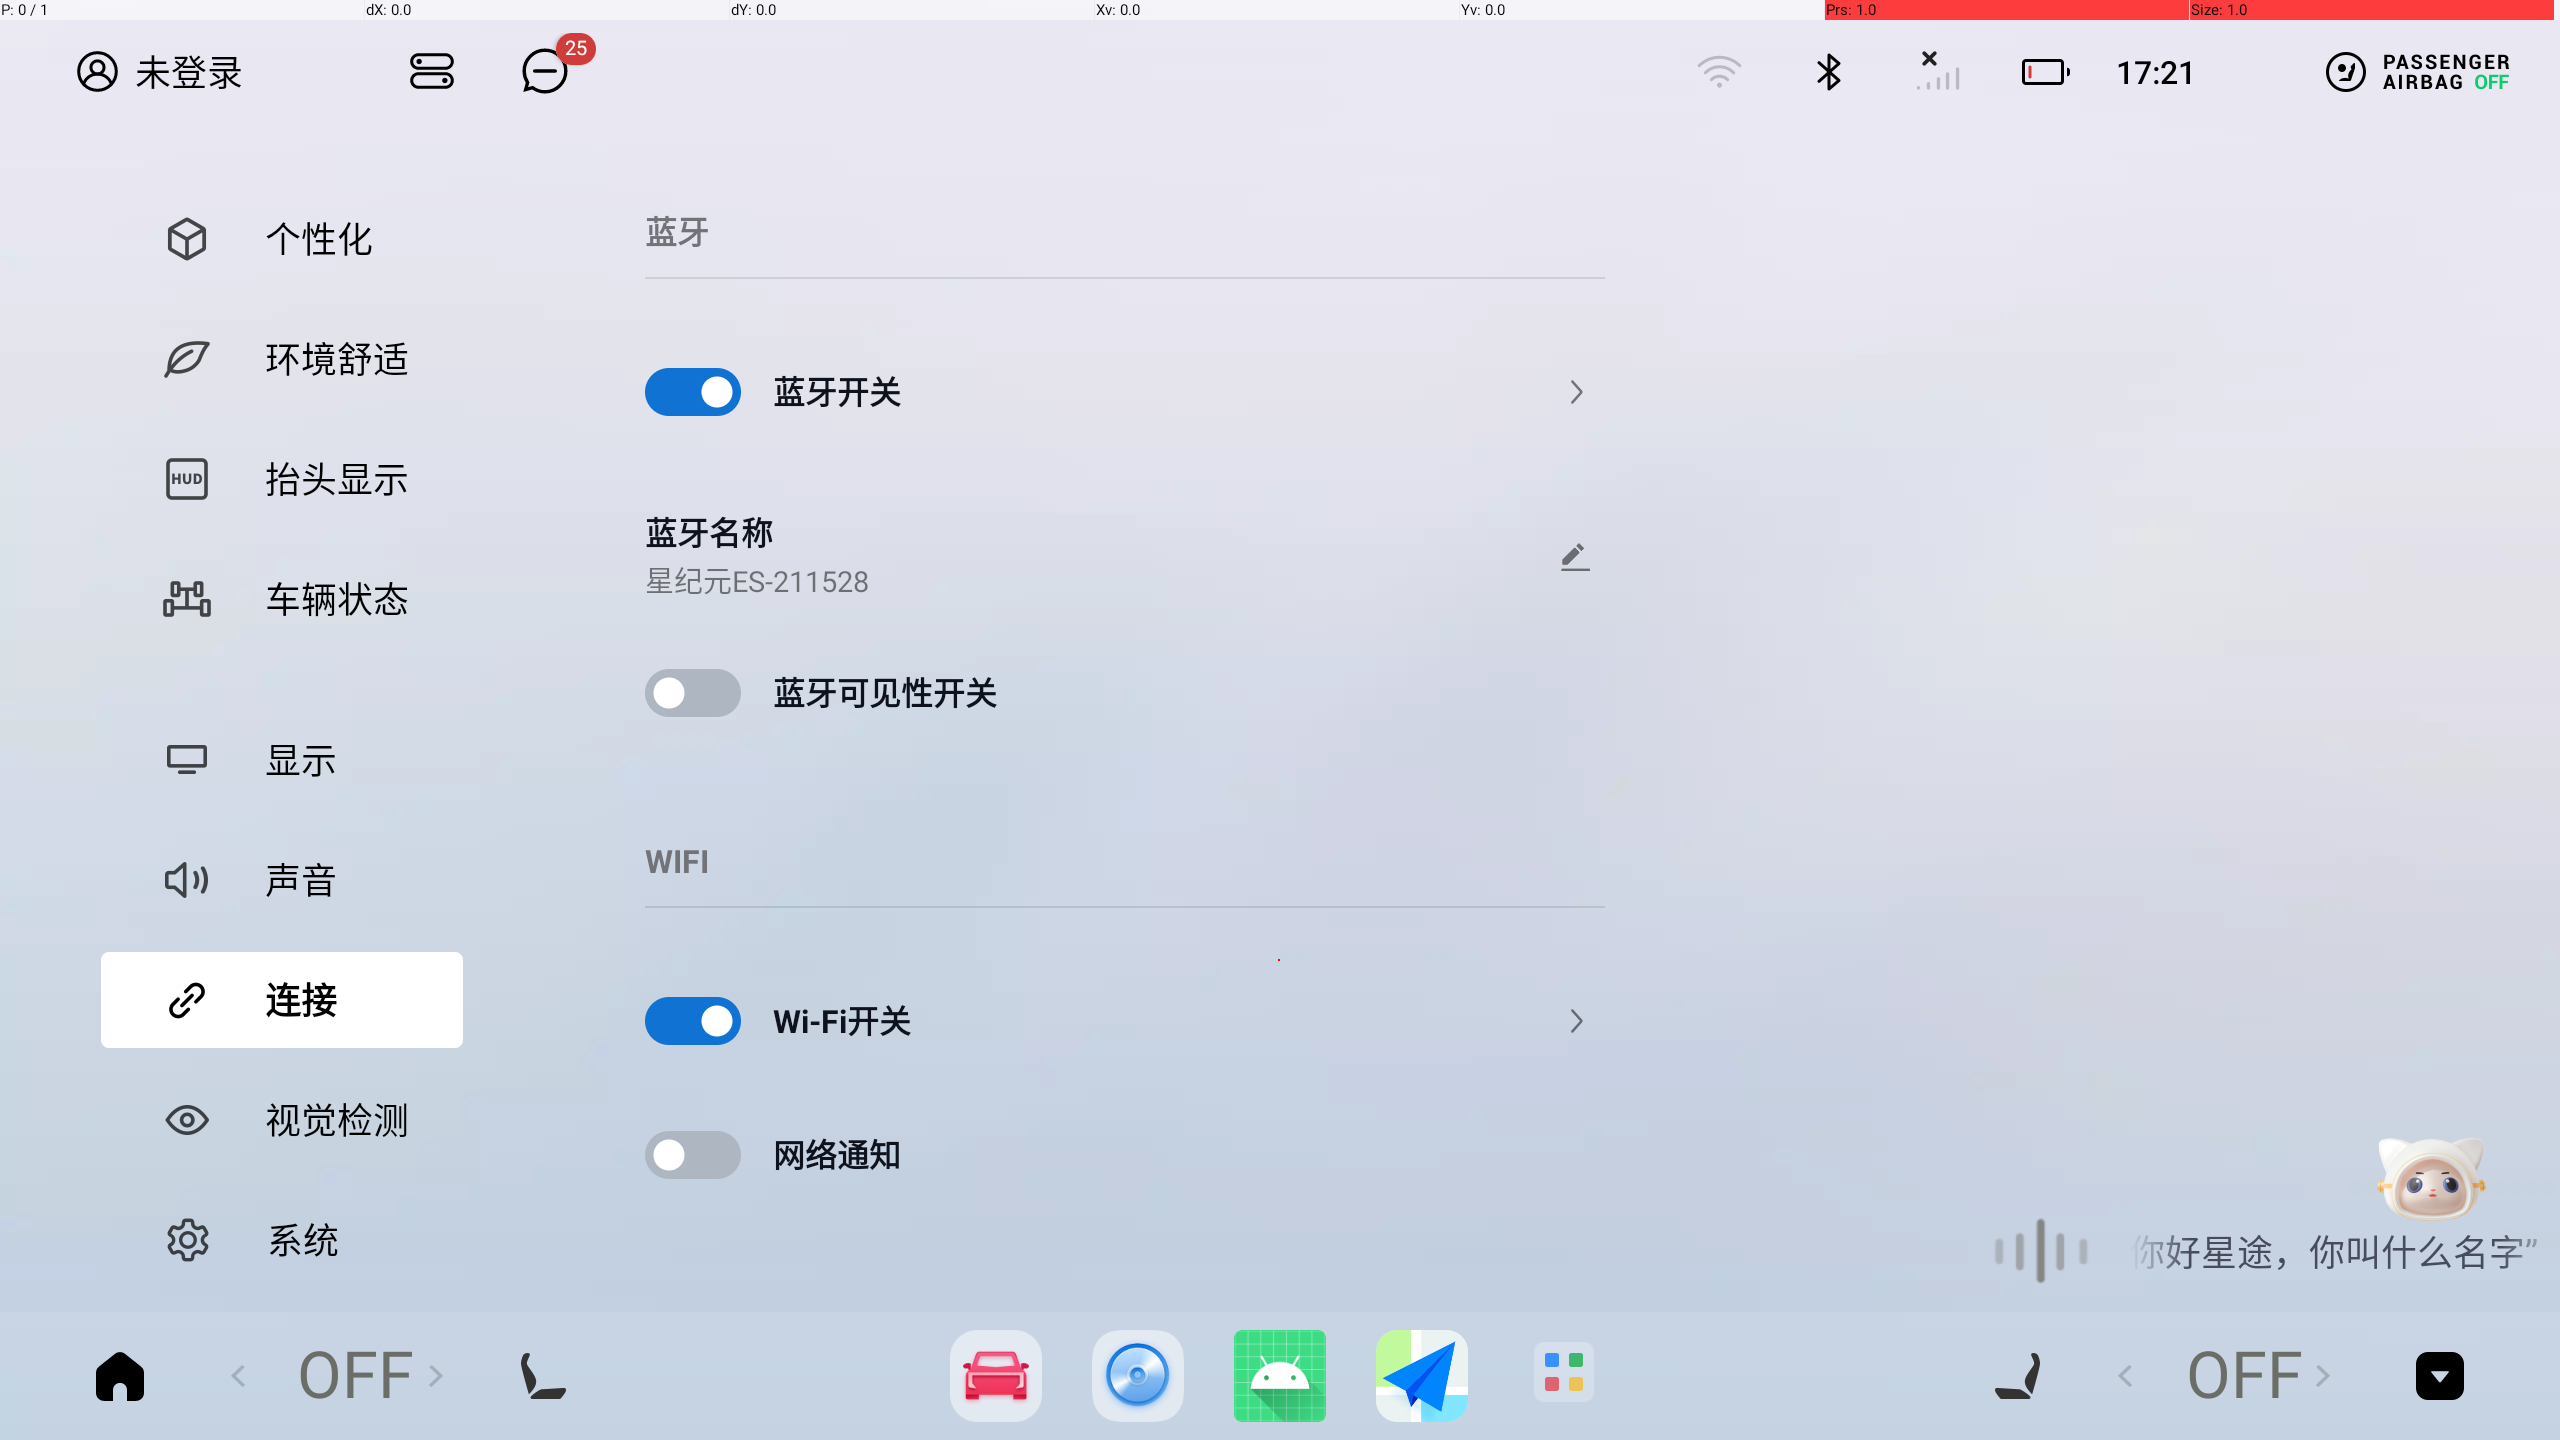 P: 0 / 1 dX: 0.0 dY: 0.0 Xv: 0.0 Yv: 0.0 Prs: 1.0 Size: 1.0
未登录 25 17:21 PASSENGER
AIRBAG OFF
个性化
环境舒适
HUD 抬头显示
车辆状态
显示
声音
连接
视觉检测
系统
蓝牙
蓝牙开关
蓝牙名称
星纪元ES-211528
蓝牙可见性开关
WIFI
Wi-Fi开关
网络通知
你好星途，你叫什么名字”
OFF OFF